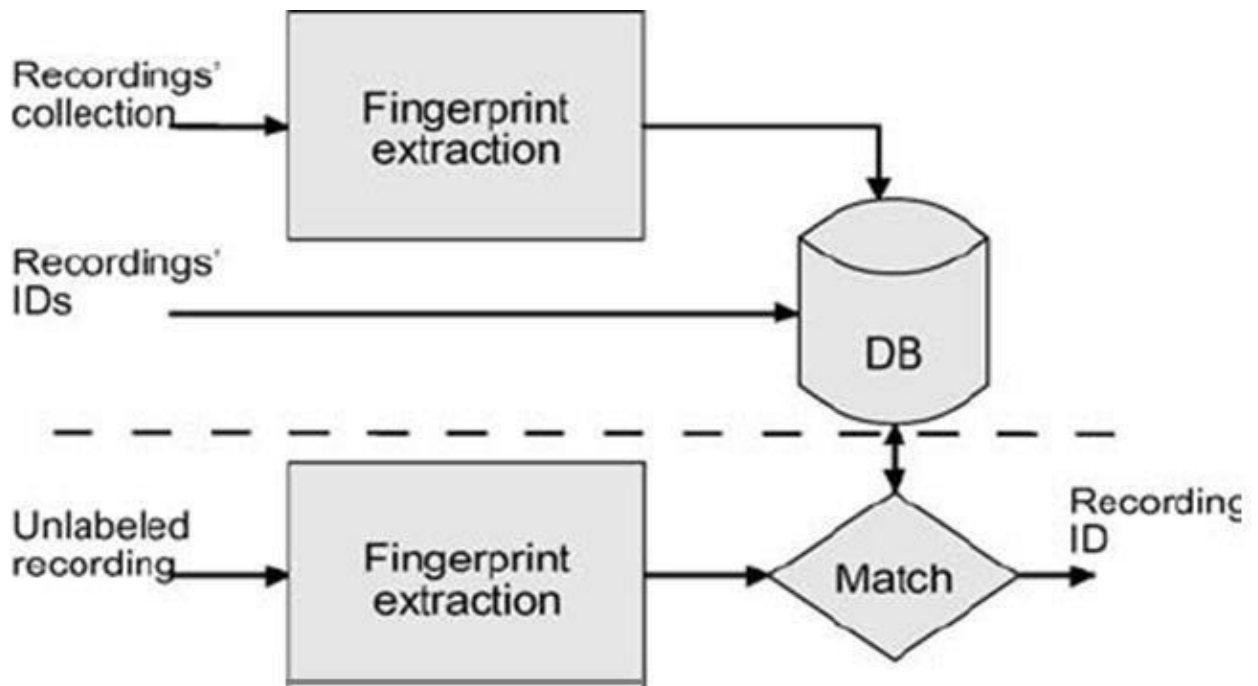 Recordings'
collection
Fingerprint
extraction
Recordings'
IDs
DB
Unlabeled
recording
Fingerprint
extraction
Match
Recording
ID